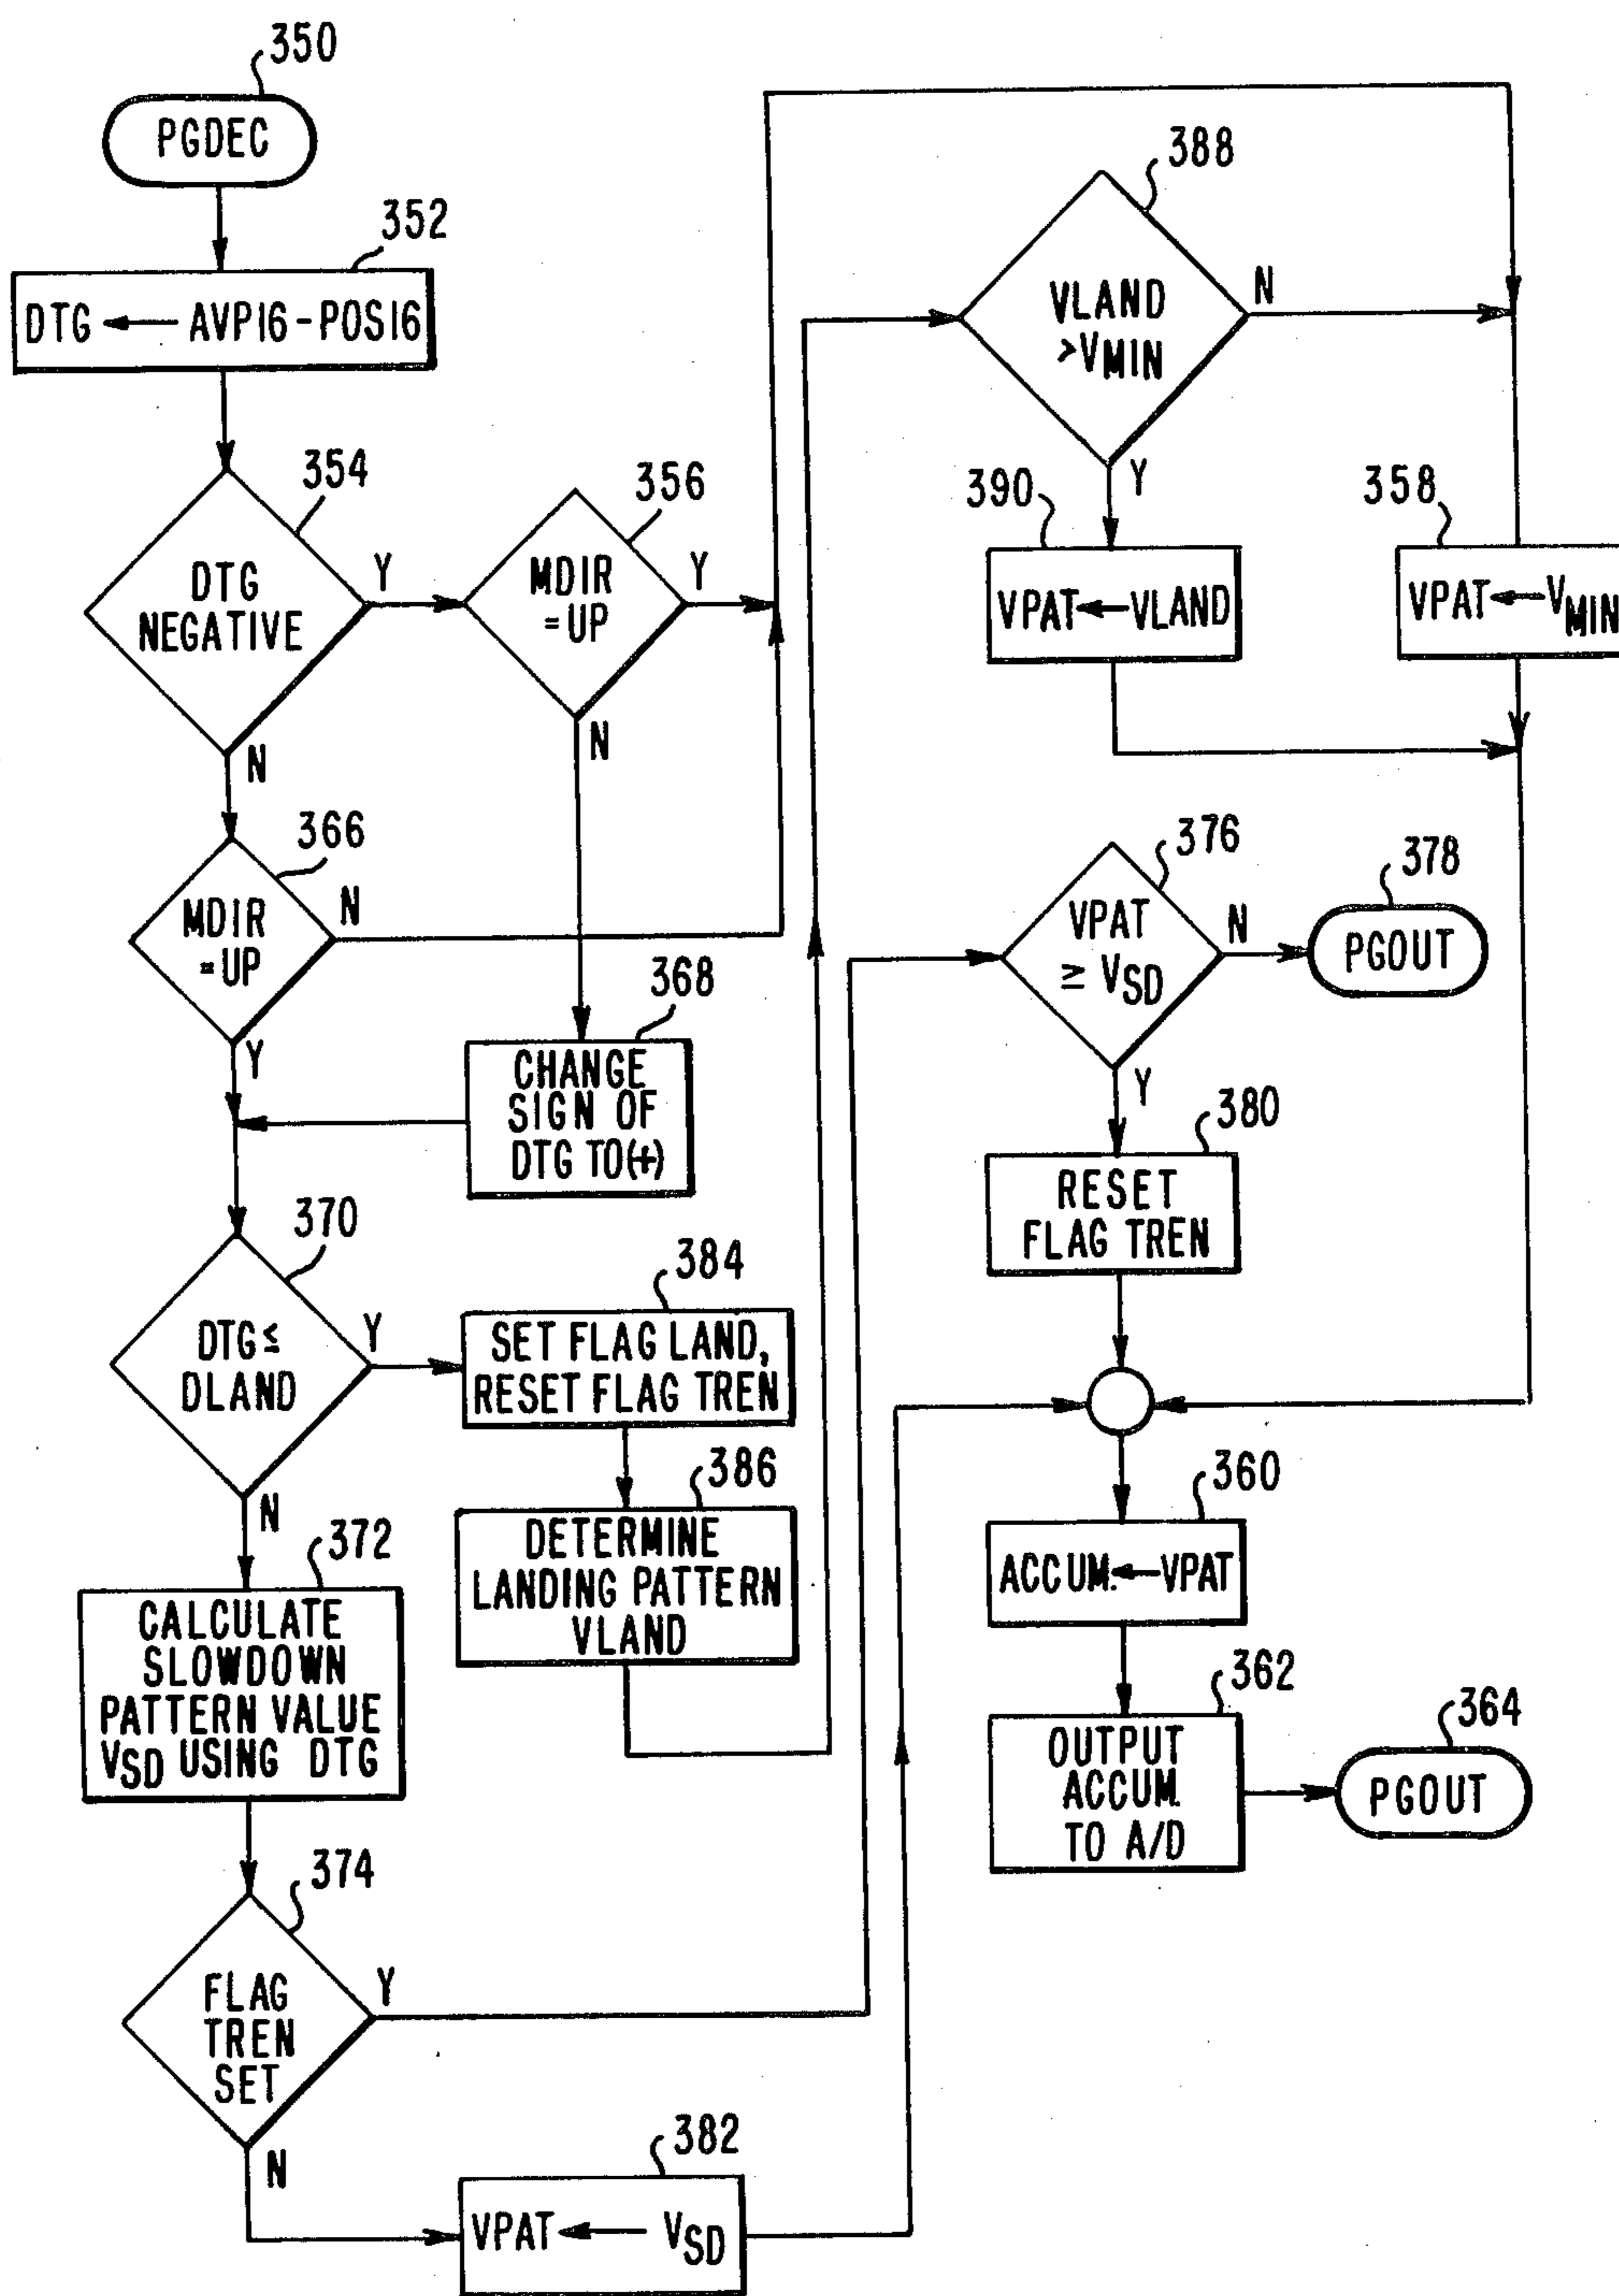 350
PGDEC
352
DTG ← AVP16-POS16
354
DTG
NEGATIVE
Y
N
356
MDIR
=UP
Y
N
366
MDIR
=UP
N
Y
368
CHANGE
SIGN OF
DTG TO(+)
370
DTG≤
DLAND
Y
N
384
SET FLAG LAND,
RESET FLAG TREN
386
DETERMINE
LANDING PATTERN
VLAND
372
CALCULATE
SLOWDOWN
PATTERN VALUE
VSD USING DTG
374
FLAG
TREN
SET
Y
N
382
VPAT ← VSD
388
VLAND
>VMIN
N
Y
390
VPAT←VLAND
358
VPAT←VMIN
376
VPAT
≥ VSD
N
Y
378
PGOUT
380
RESET
FLAG TREN
360
ACCUM.←VPAT
362
OUTPUT
ACCUM.
TO A/D
364
PGOUT